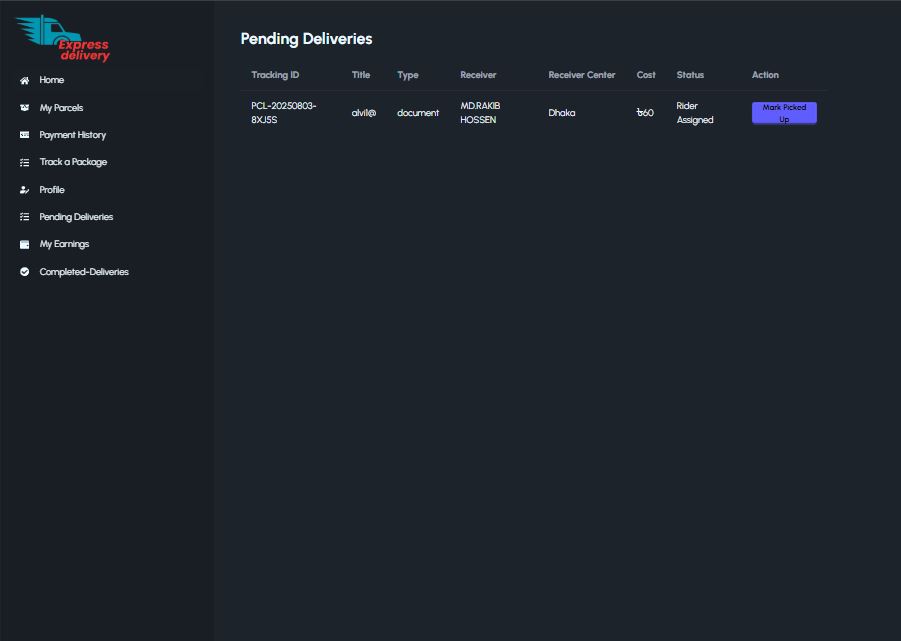 Express
delivery
Home
My Parcels
Payment History
Track a Package
Profile
Pending Deliveries
My Earnings
Completed-Deliveries
Pending Deliveries
Tracking ID Title Type Receiver Receiver Center Cost Status Action
PCL-20250803-
8XJ5S
alvil@
document
MD.RAKIB
HOSSEN
Dhaka
৳60
Rider
Assigned
Mark Picked
Up